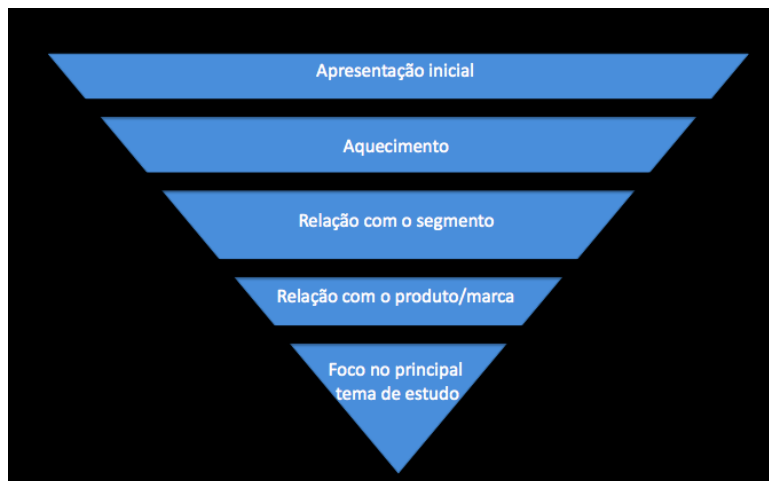 Apresentação inicial
Aquecimento
Relação com o segmento
Relação com o produto/marca
Foco no principal
tema de estudo